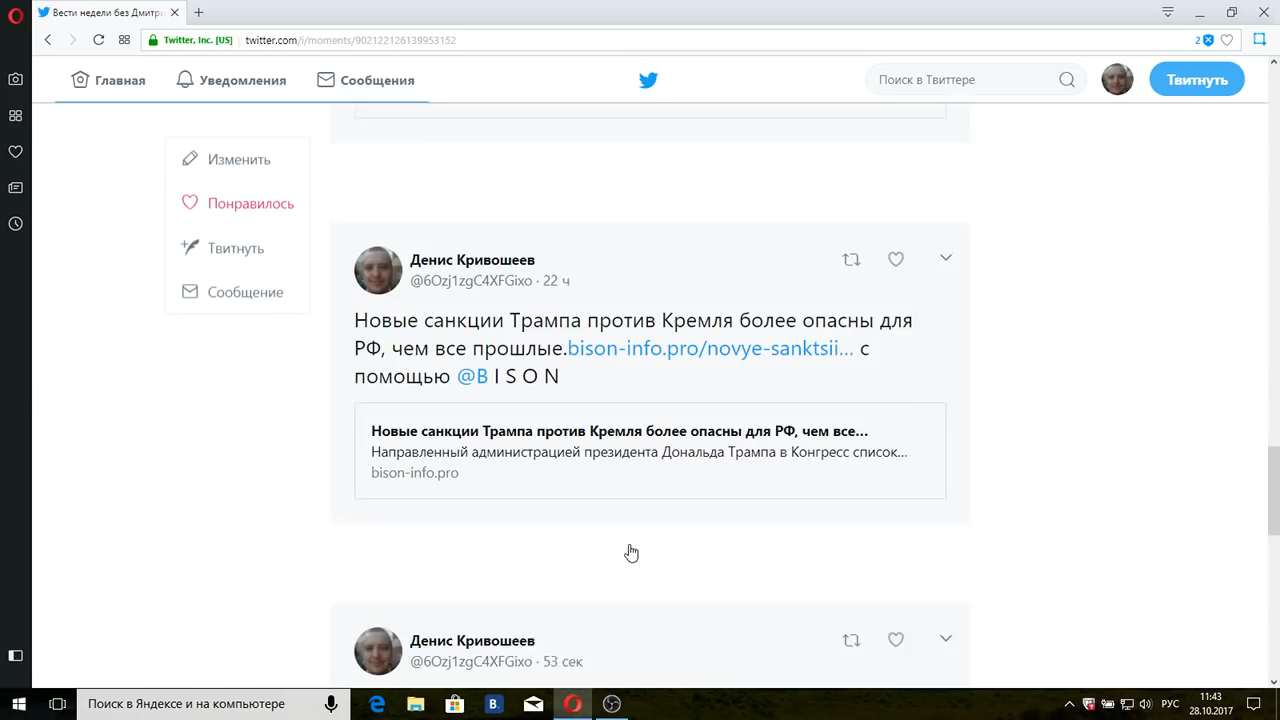 Вести недели без Дмитри
Twitter, Inc. [US]
twitter.com/i/moments/902122126139953152
2
Главная
Уведомления
Сообщения
Поиск в Твиттере
Твитнуть
Изменить
Понравилось
Твитнуть
Сообщение
Денис Кривошеев
@6Ozj1zgC4XFGixo · 22 ч
Новые санкции Трампа против Кремля более опасны для
РФ, чем все прошлые.bison-info.pro/novye-sanktsii... с
помощью @B I S O N
Новые санкции Трампа против Кремля более опасны для РФ, чем все...
Направленный администрацией президента Дональда Трампа в Конгресс список...
bison-info.pro
Денис Кривошеев
@6Ozj1zgC4XFGixo · 53 сек
Поиск в Яндексе и на компьютере
B.
РУС
11:43
28.10.2017